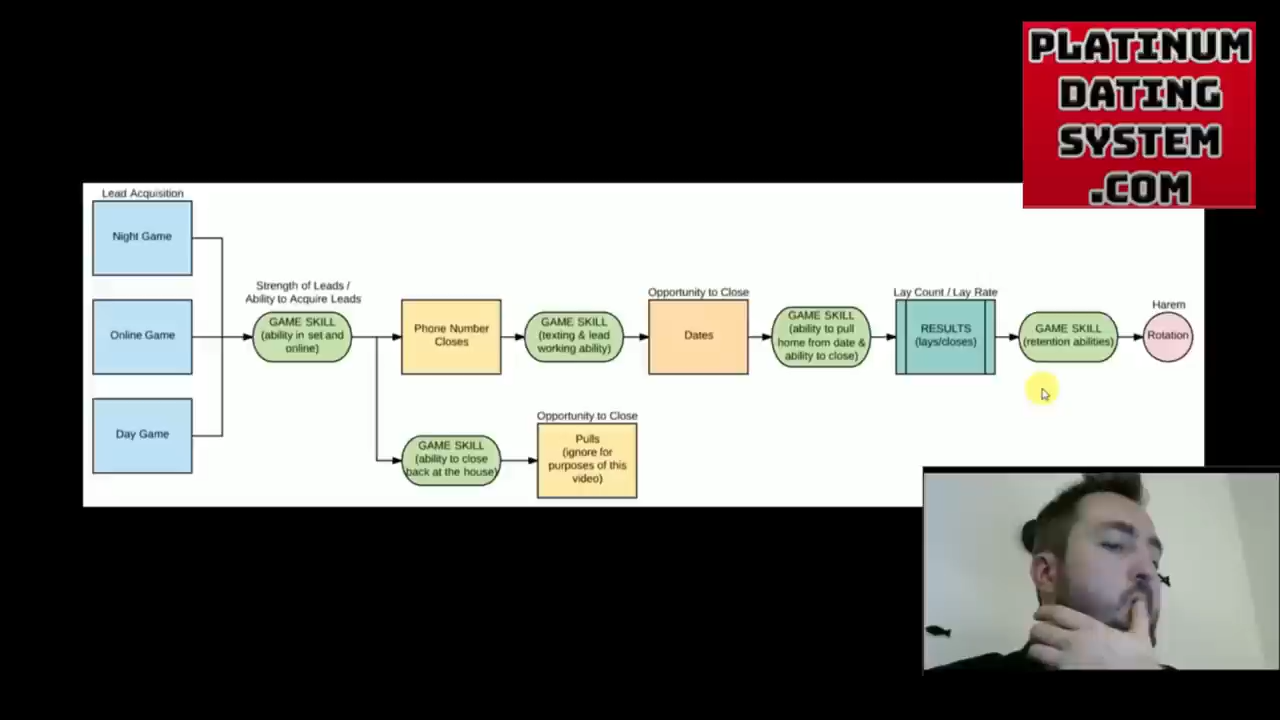 PLATINUM
DATING
SYSTEM
.COM
Lead Acquisition
Night Game
Online Game
Day Game
Strength of Leads /
Ability to Acquire Leads
GAME SKILL
(ability in set and
online)
Phone Number
Closes
GAME SKILL
(texting & lead
working ability)
Opportunity to Close
Dates
GAME SKILL
(ability to pull
home from date &
ability to close)
Lay Count / Lay Rate
RESULTS
(lays/closes)
GAME SKILL
(retention abilities)
Harem
Rotation
GAME SKILL
(ability to close
back at the house)
Opportunity to Close
Pulls
(ignore for
purposes of this
video)